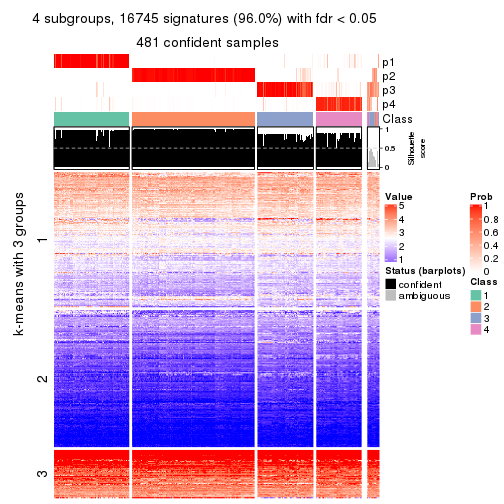 4 subgroups, 16745 signatures (96.0%) with fdr < 0.05
481 confident samples
p1
p2
p3
p4
Class
1
0.5
0
Silhouette
score
k-means with 3 groups
1
2
3
Value
5
4
3
2
1
Status (barplots)
confident
ambiguous
Prob
1
0.8
0.6
0.4
0.2
0
Class
1
2
3
4